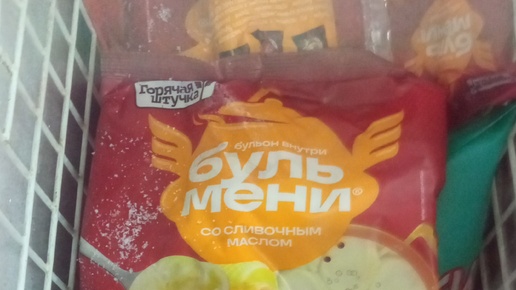 Горячая
штучка
бульон внутри
буль
мени®
со сливочным
маслом